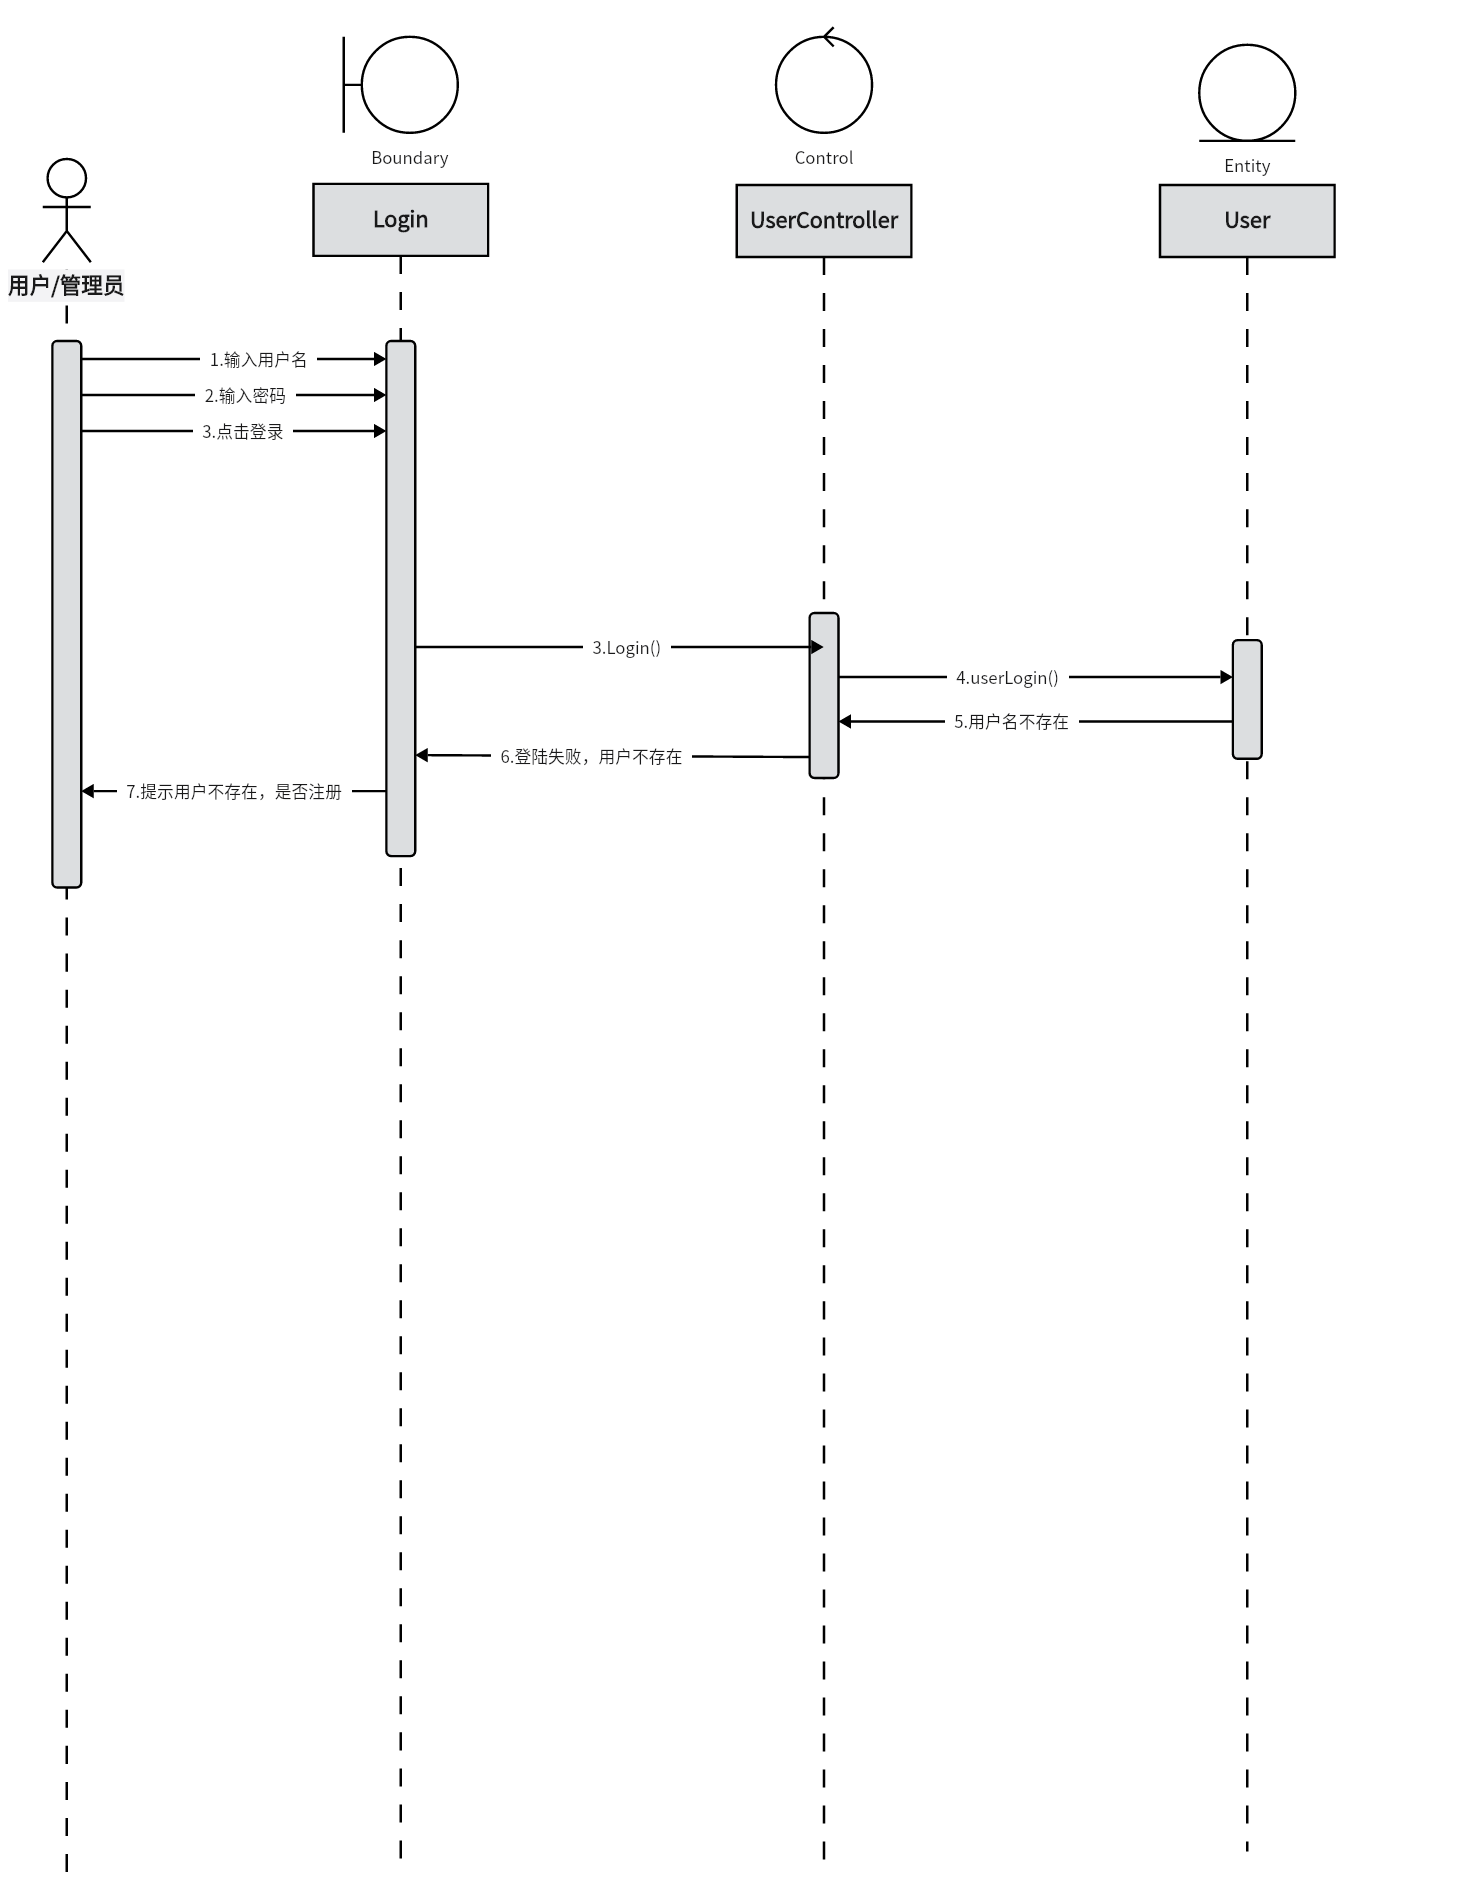 Boundary
Control
Entity
Login
UserController
User
用户/管理员
1.输入用户名
2.输入密码
3.点击登录
3.Login()
4.userLogin()
5.用户名不存在
6.登陆失败，用户不存在
7.提示用户不存在，是否注册